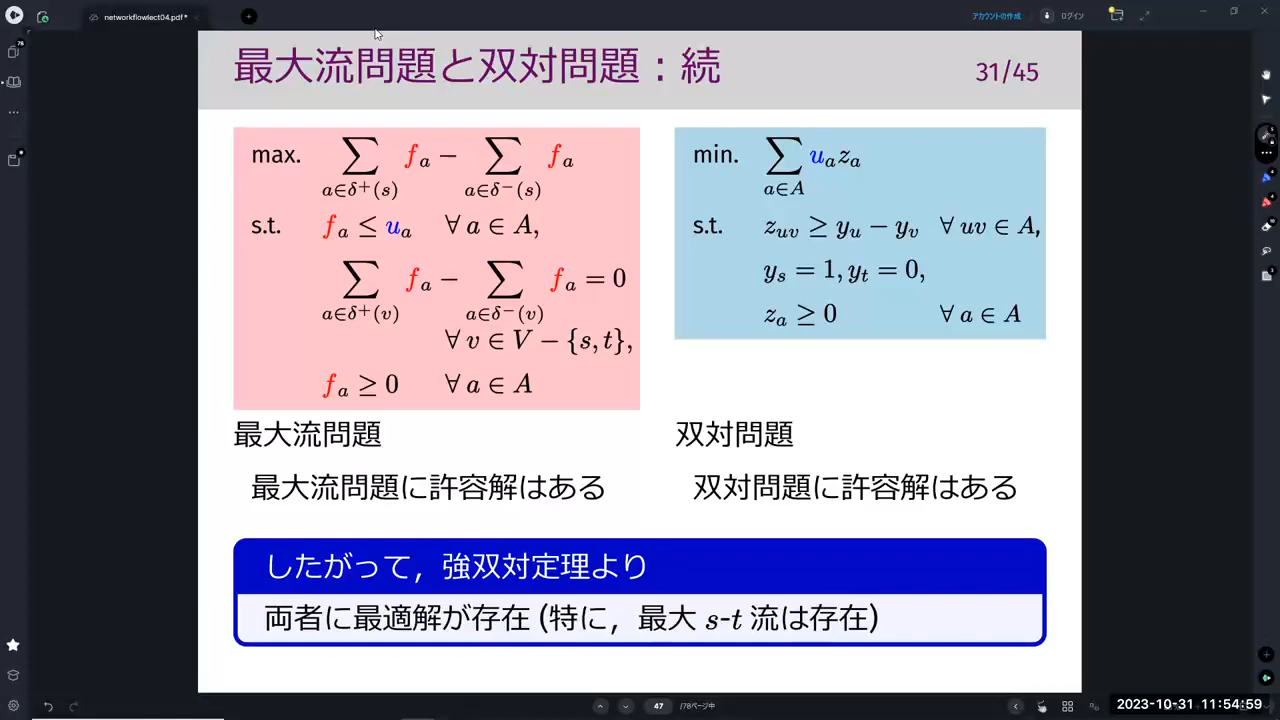 networkflowlect04.pdf*
アカウントの作成
ログイン
最大流問題と双対問題：続
31/45
max. ∑ f_a − ∑ f_a
a∈δ⁺(s) a∈δ⁻(s)
s.t. f_a ≤ u_a ∀ a ∈ A,
∑ f_a − ∑ f_a = 0
a∈δ⁺(v) a∈δ⁻(v)
∀ v ∈ V − {s, t},
f_a ≥ 0 ∀ a ∈ A
最大流問題
最大流問題に許容解はある
min. ∑ u_a z_a
a∈A
s.t. z_uv ≥ y_u − y_v ∀ uv ∈ A,
y_s = 1, y_t = 0,
z_a ≥ 0 ∀ a ∈ A
双対問題
双対問題に許容解はある
したがって，強双対定理より
両者に最適解が存在 (特に，最大 s-t 流は存在)
47 /78ページ中
2023-10-31 11:54:59